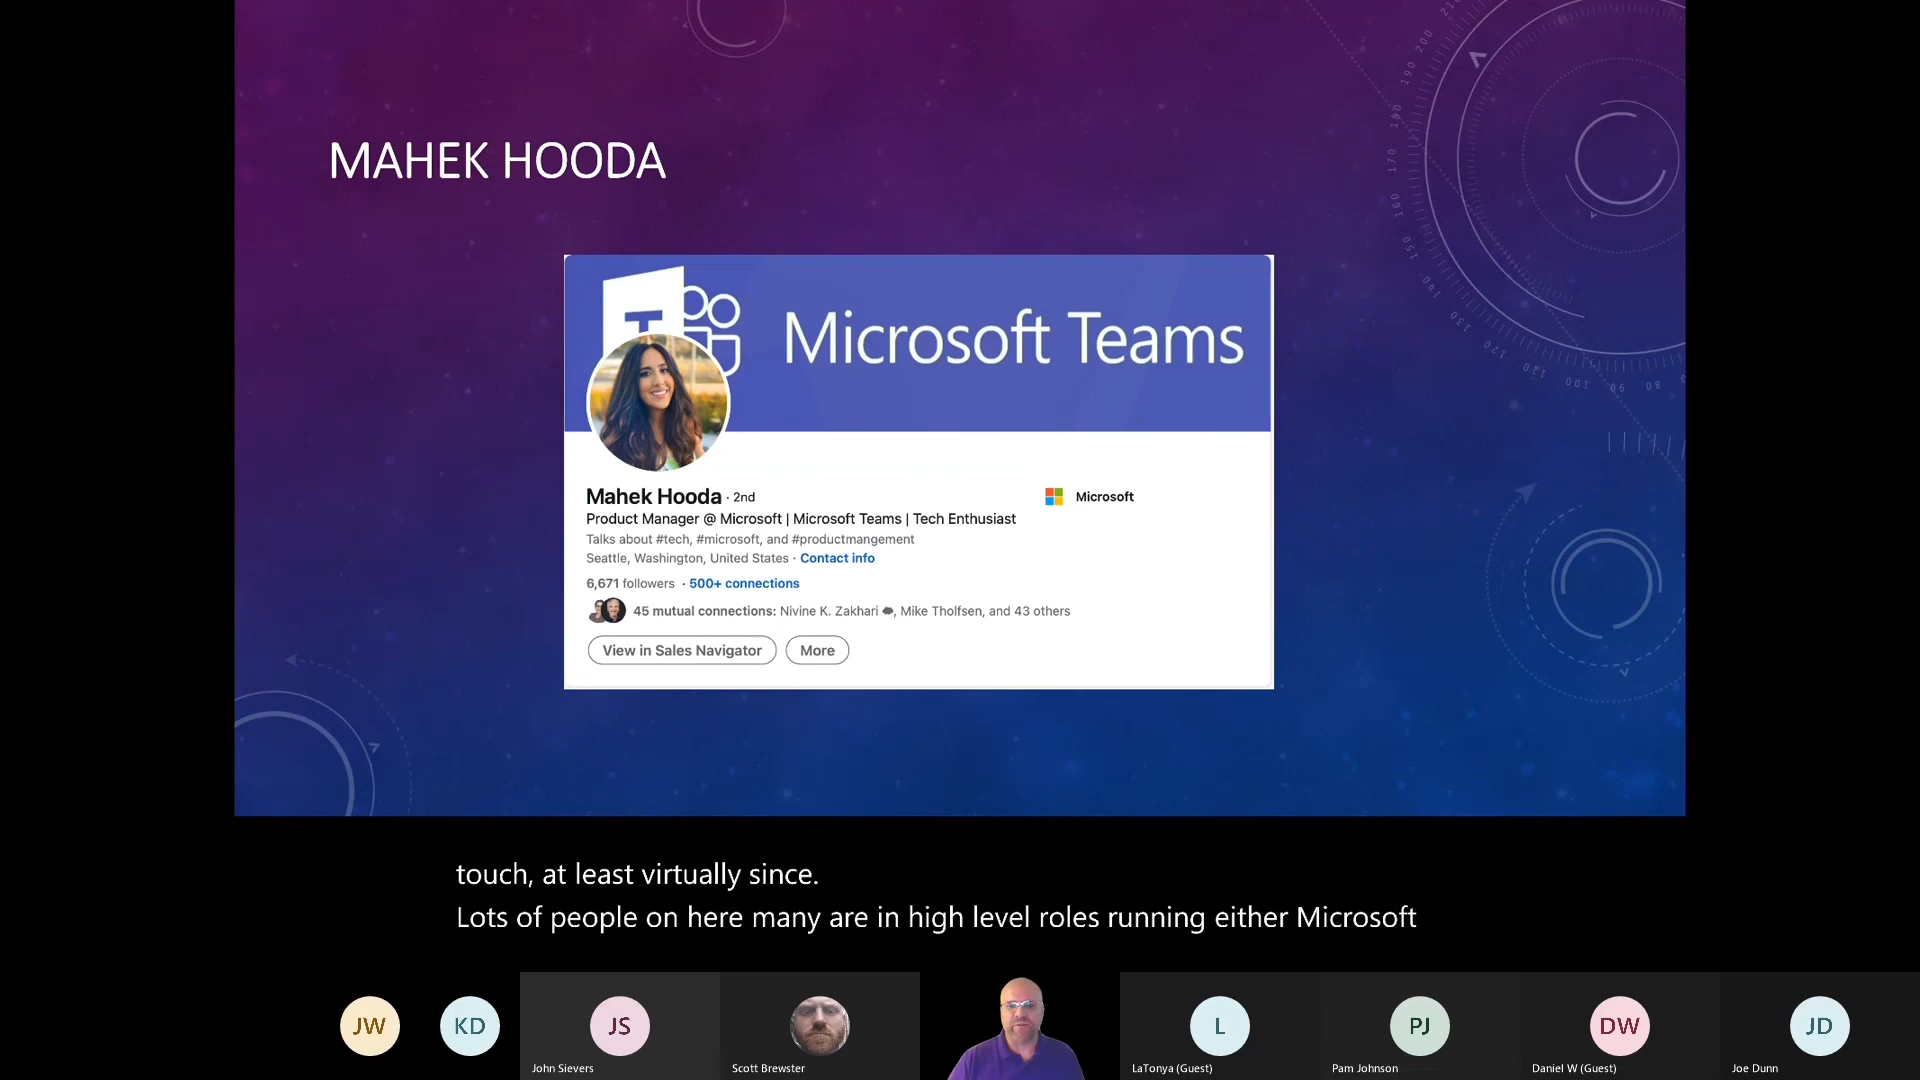 MAHEK HOODA
T
Microsoft Teams
Mahek Hooda · 2nd
Microsoft
Product Manager @ Microsoft | Microsoft Teams | Tech Enthusiast
Talks about #tech, #microsoft, and #productmangement
Seattle, Washington, United States · Contact info
6,671 followers · 500+ connections
45 mutual connections: Nivine K. Zakhari, Mike Tholfsen, and 43 others
View in Sales Navigator
More
touch, at least virtually since.
Lots of people on here many are in high level roles running either Microsoft
JW
KD
JS
John Sievers
Scott Brewster
L
LaTonya (Guest)
PJ
Pam Johnson
DW
Daniel W (Guest)
JD
Joe Dunn